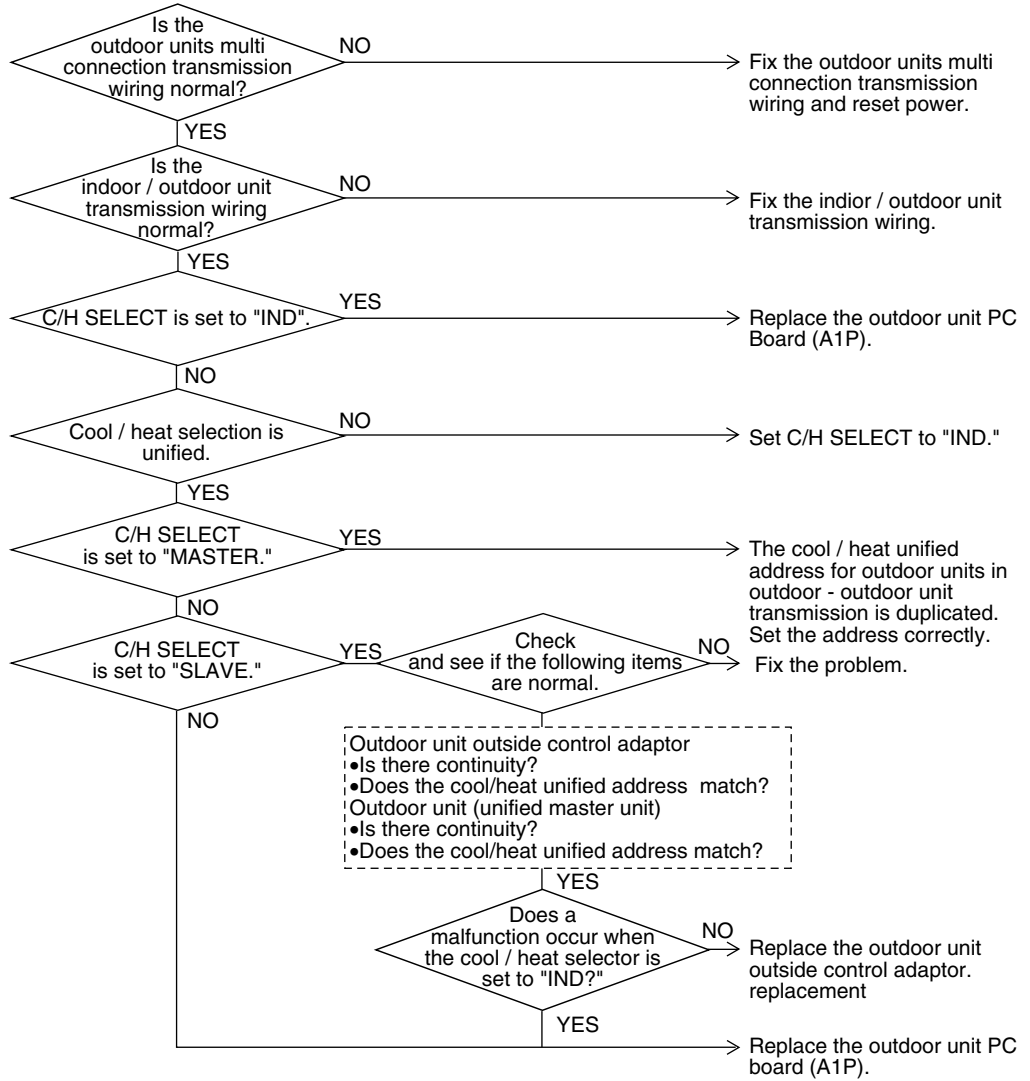 Is the
outdoor units multi
connection transmission
wiring normal?
NO
Fix the outdoor units multi
connection transmission
wiring and reset power.
YES
Is the
indoor / outdoor unit
transmission wiring
normal?
NO
Fix the indior / outdoor unit
transmission wiring.
YES
C/H SELECT is set to "IND".
YES
Replace the outdoor unit PC
Board (A1P).
NO
Cool / heat selection is
unified.
NO
Set C/H SELECT to "IND."
YES
C/H SELECT
is set to "MASTER."
YES
The cool / heat unified
address for outdoor units in
outdoor - outdoor unit
transmission is duplicated.
Set the address correctly.
NO
C/H SELECT
is set to "SLAVE."
YES
Check
and see if the following items
are normal.
NO
Fix the problem.
NO
Outdoor unit outside control adaptor
•Is there continuity?
•Does the cool/heat unified address match?
Outdoor unit (unified master unit)
•Is there continuity?
•Does the cool/heat unified address match?
YES
Does a
malfunction occur when
the cool / heat selector is
set to "IND?"
NO
Replace the outdoor unit
outside control adaptor.
replacement
YES
Replace the outdoor unit PC
board (A1P).